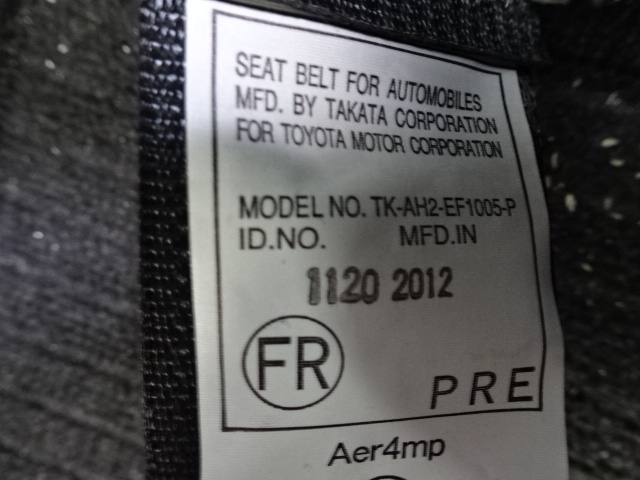 SEAT BELT FOR AUTOMOBILES
MFD. BY TAKATA CORPORATION
FOR TOYOTA MOTOR CORPORATION
MODEL NO. TK-AH2-EF1005-P
ID.NO. MFD.IN
1120 2012
FR
PRE
Aer4mp